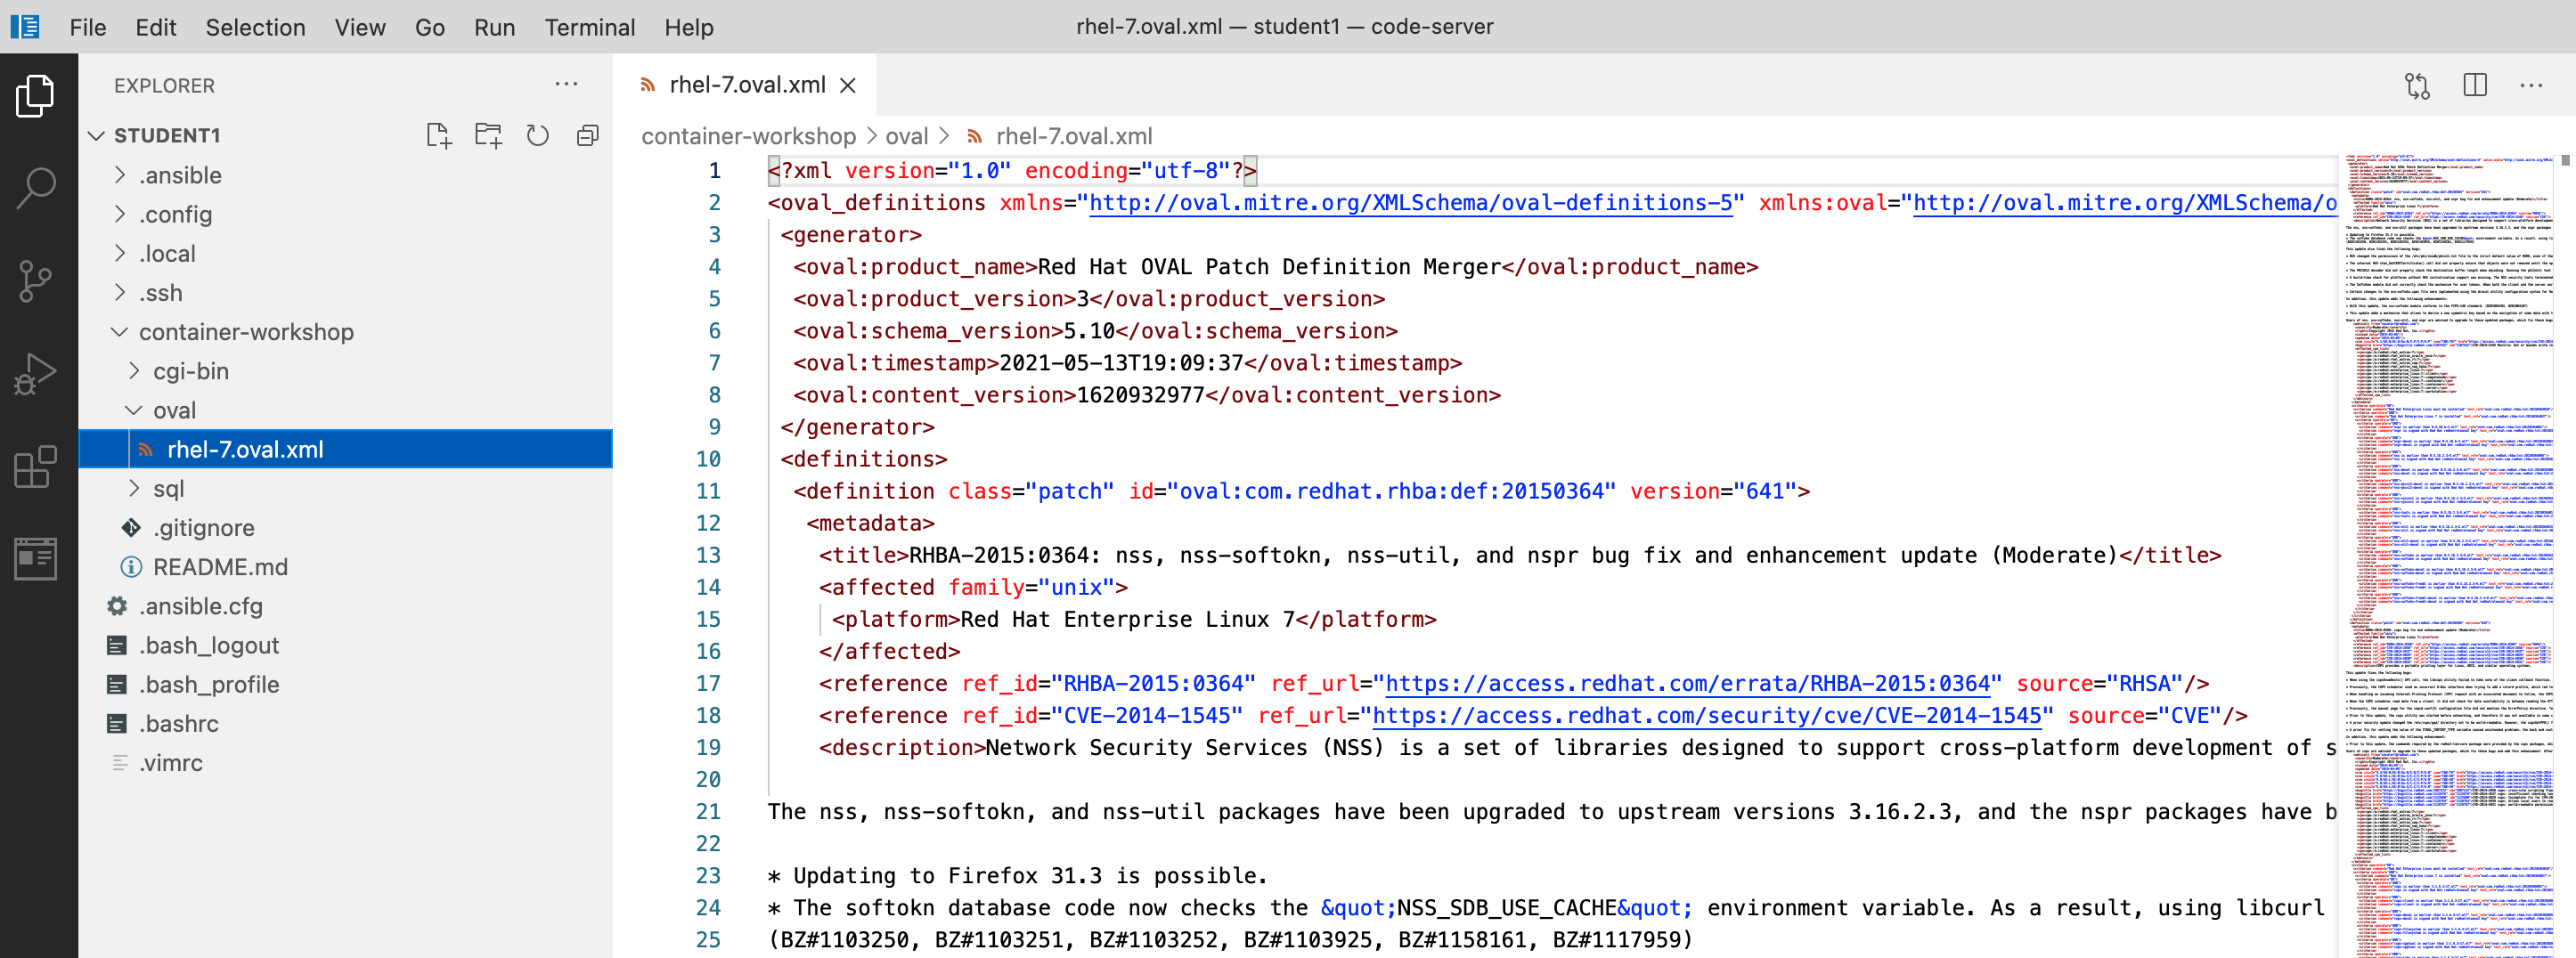 File Edit Selection View Go Run Terminal Help
rhel-7.oval.xml — student1 — code-server
EXPLORER
STUDENT1
.ansible
.config
.local
.ssh
container-workshop
cgi-bin
oval
rhel-7.oval.xml
sql
.gitignore
README.md
.ansible.cfg
.bash_logout
.bash_profile
.bashrc
.vimrc
rhel-7.oval.xml
container-workshop > oval > rhel-7.oval.xml
1 <?xml version="1.0" encoding="utf-8"?>
2 <oval_definitions xmlns="http://oval.mitre.org/XMLSchema/oval-definitions-5" xmlns:oval="http://oval.mitre.org/XMLSchema/o
3 <generator>
4 <oval:product_name>Red Hat OVAL Patch Definition Merger</oval:product_name>
5 <oval:product_version>3</oval:product_version>
6 <oval:schema_version>5.10</oval:schema_version>
7 <oval:timestamp>2021-05-13T19:09:37</oval:timestamp>
8 <oval:content_version>1620932977</oval:content_version>
9 </generator>
10 <definitions>
11 <definition class="patch" id="oval:com.redhat.rhba:def:20150364" version="641">
12 <metadata>
13 <title>RHBA-2015:0364: nss, nss-softokn, nss-util, and nspr bug fix and enhancement update (Moderate)</title>
14 <affected family="unix">
15 <platform>Red Hat Enterprise Linux 7</platform>
16 </affected>
17 <reference ref_id="RHBA-2015:0364" ref_url="https://access.redhat.com/errata/RHBA-2015:0364" source="RHSA"/>
18 <reference ref_id="CVE-2014-1545" ref_url="https://access.redhat.com/security/cve/CVE-2014-1545" source="CVE"/>
19 <description>Network Security Services (NSS) is a set of libraries designed to support cross-platform development of s
20
21 The nss, nss-softokn, and nss-util packages have been upgraded to upstream versions 3.16.2.3, and the nspr packages have b
22
23 * Updating to Firefox 31.3 is possible.
24 * The softokn database code now checks the &quot;NSS_SDB_USE_CACHE&quot; environment variable. As a result, using libcurl
25 (BZ#1103250, BZ#1103251, BZ#1103252, BZ#1103925, BZ#1158161, BZ#1117959)